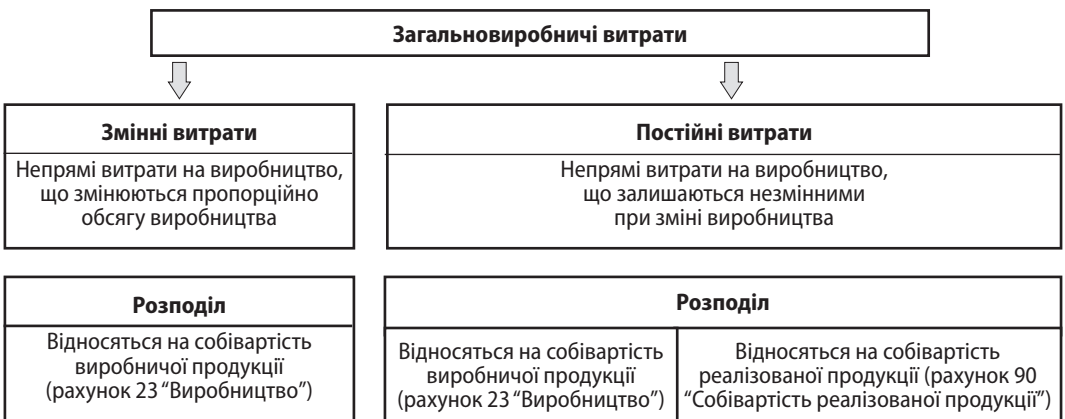 Загальновиробничі витрати
Змінні витрати
Непрямі витрати на виробництво,
що змінюються пропорційно
обсягу виробництва
Постійні витрати
Непрямі витрати на виробництво,
що залишаються незмінними
при зміні виробництва
Розподіл
Відносяться на собівартість
виробничої продукції
(рахунок 23 “Виробництво”)
Розподіл
Відносяться на собівартість
виробничої продукції
(рахунок 23 “Виробництво”)
Відносяться на собівартість
реалізованої продукції (рахунок 90
“Собівартість реалізованої продукції”)